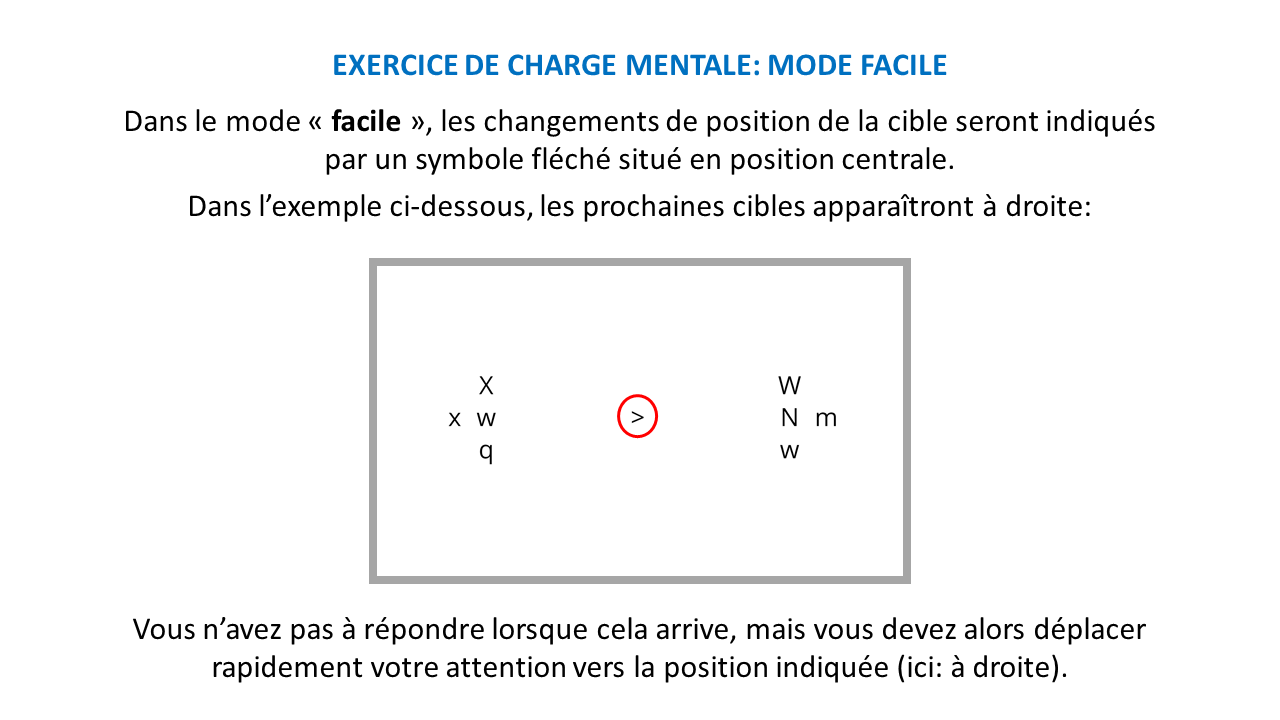 EXERCICE DE CHARGE MENTALE: MODE FACILE
Dans le mode « facile », les changements de position de la cible seront indiqués
par un symbole fléché situé en position centrale.
Dans l’exemple ci-dessous, les prochaines cibles apparaîtront à droite:
X W
x w > N m
q w
Vous n’avez pas à répondre lorsque cela arrive, mais vous devez alors déplacer
rapidement votre attention vers la position indiquée (ici: à droite).